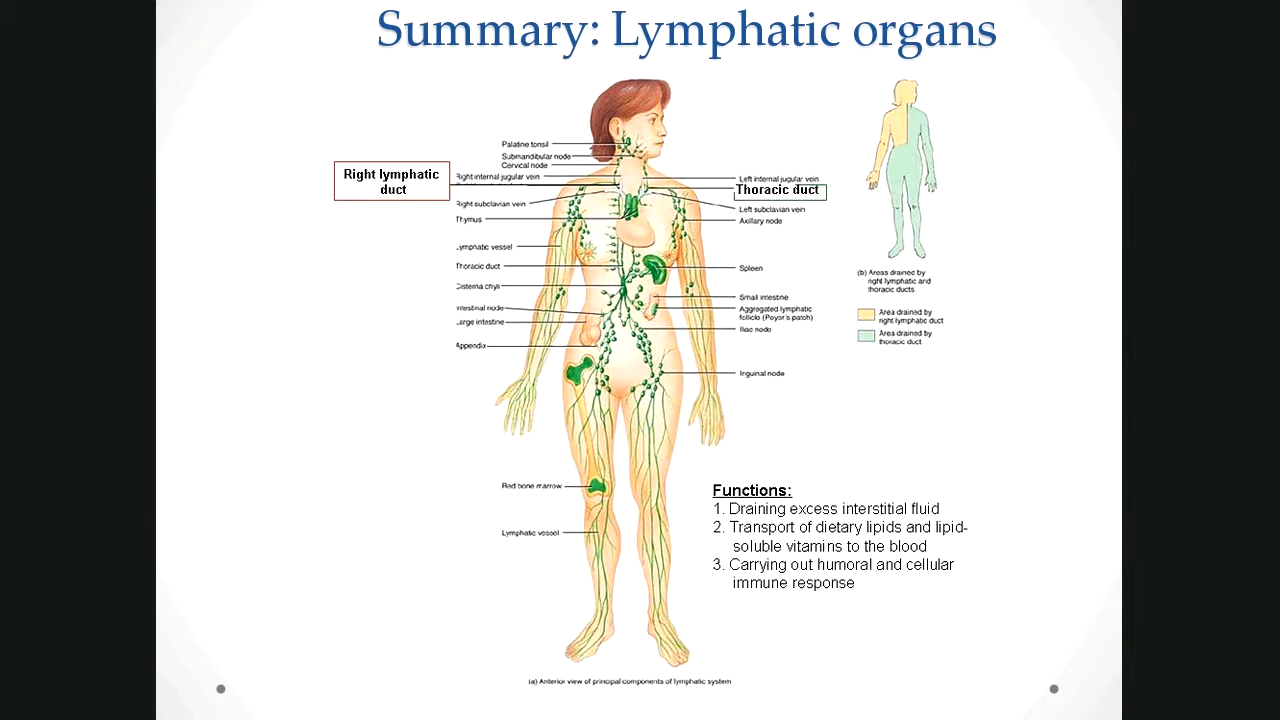 Summary: Lymphatic organs
Palatine tonsil
Submandibular node
Cervical node
Right internal jugular vein
Right lymphatic
duct
Right subclavian vein
Thymus
Lymphatic vessel
Thoracic duct
Cisterna chyli
Intestinal node
Large intestine
Appendix
Red bone marrow
Lymphatic vessel
Left internal jugular vein
Thoracic duct
Left subclavian vein
Axillary node
Spleen
Small intestine
Aggregated lymphatic
follicle (Peyer's patch)
Iliac node
Inguinal node
(b) Areas drained by
right lymphatic and
thoracic ducts
Area drained by
right lymphatic duct
Area drained by
thoracic duct
Functions:
1. Draining excess interstitial fluid
2. Transport of dietary lipids and lipid-
soluble vitamins to the blood
3. Carrying out humoral and cellular
immune response
(a) Anterior view of principal components of lymphatic system